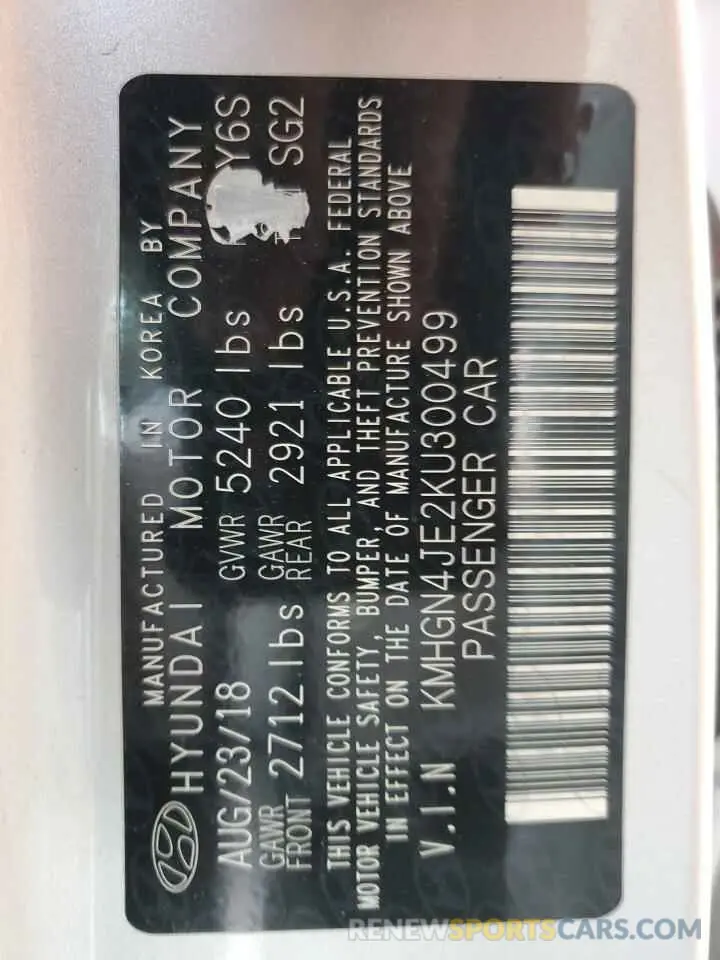 MANUFACTURED IN KOREA BY
HYUNDAI MOTOR COMPANY
AUG/23/18 GVWR 5240 lbs Y6S
GAWR FRONT 2712 lbs GAWR REAR 2921 lbs SG2
THIS VEHICLE CONFORMS TO ALL APPLICABLE U.S.A. FEDERAL
MOTOR VEHICLE SAFETY, BUMPER, AND THEFT PREVENTION STANDARDS
IN EFFECT ON THE DATE OF MANUFACTURE SHOWN ABOVE
V.I.N KMHGN4JE2KU300499
PASSENGER CAR
RENEWSPORTSCARS.COM